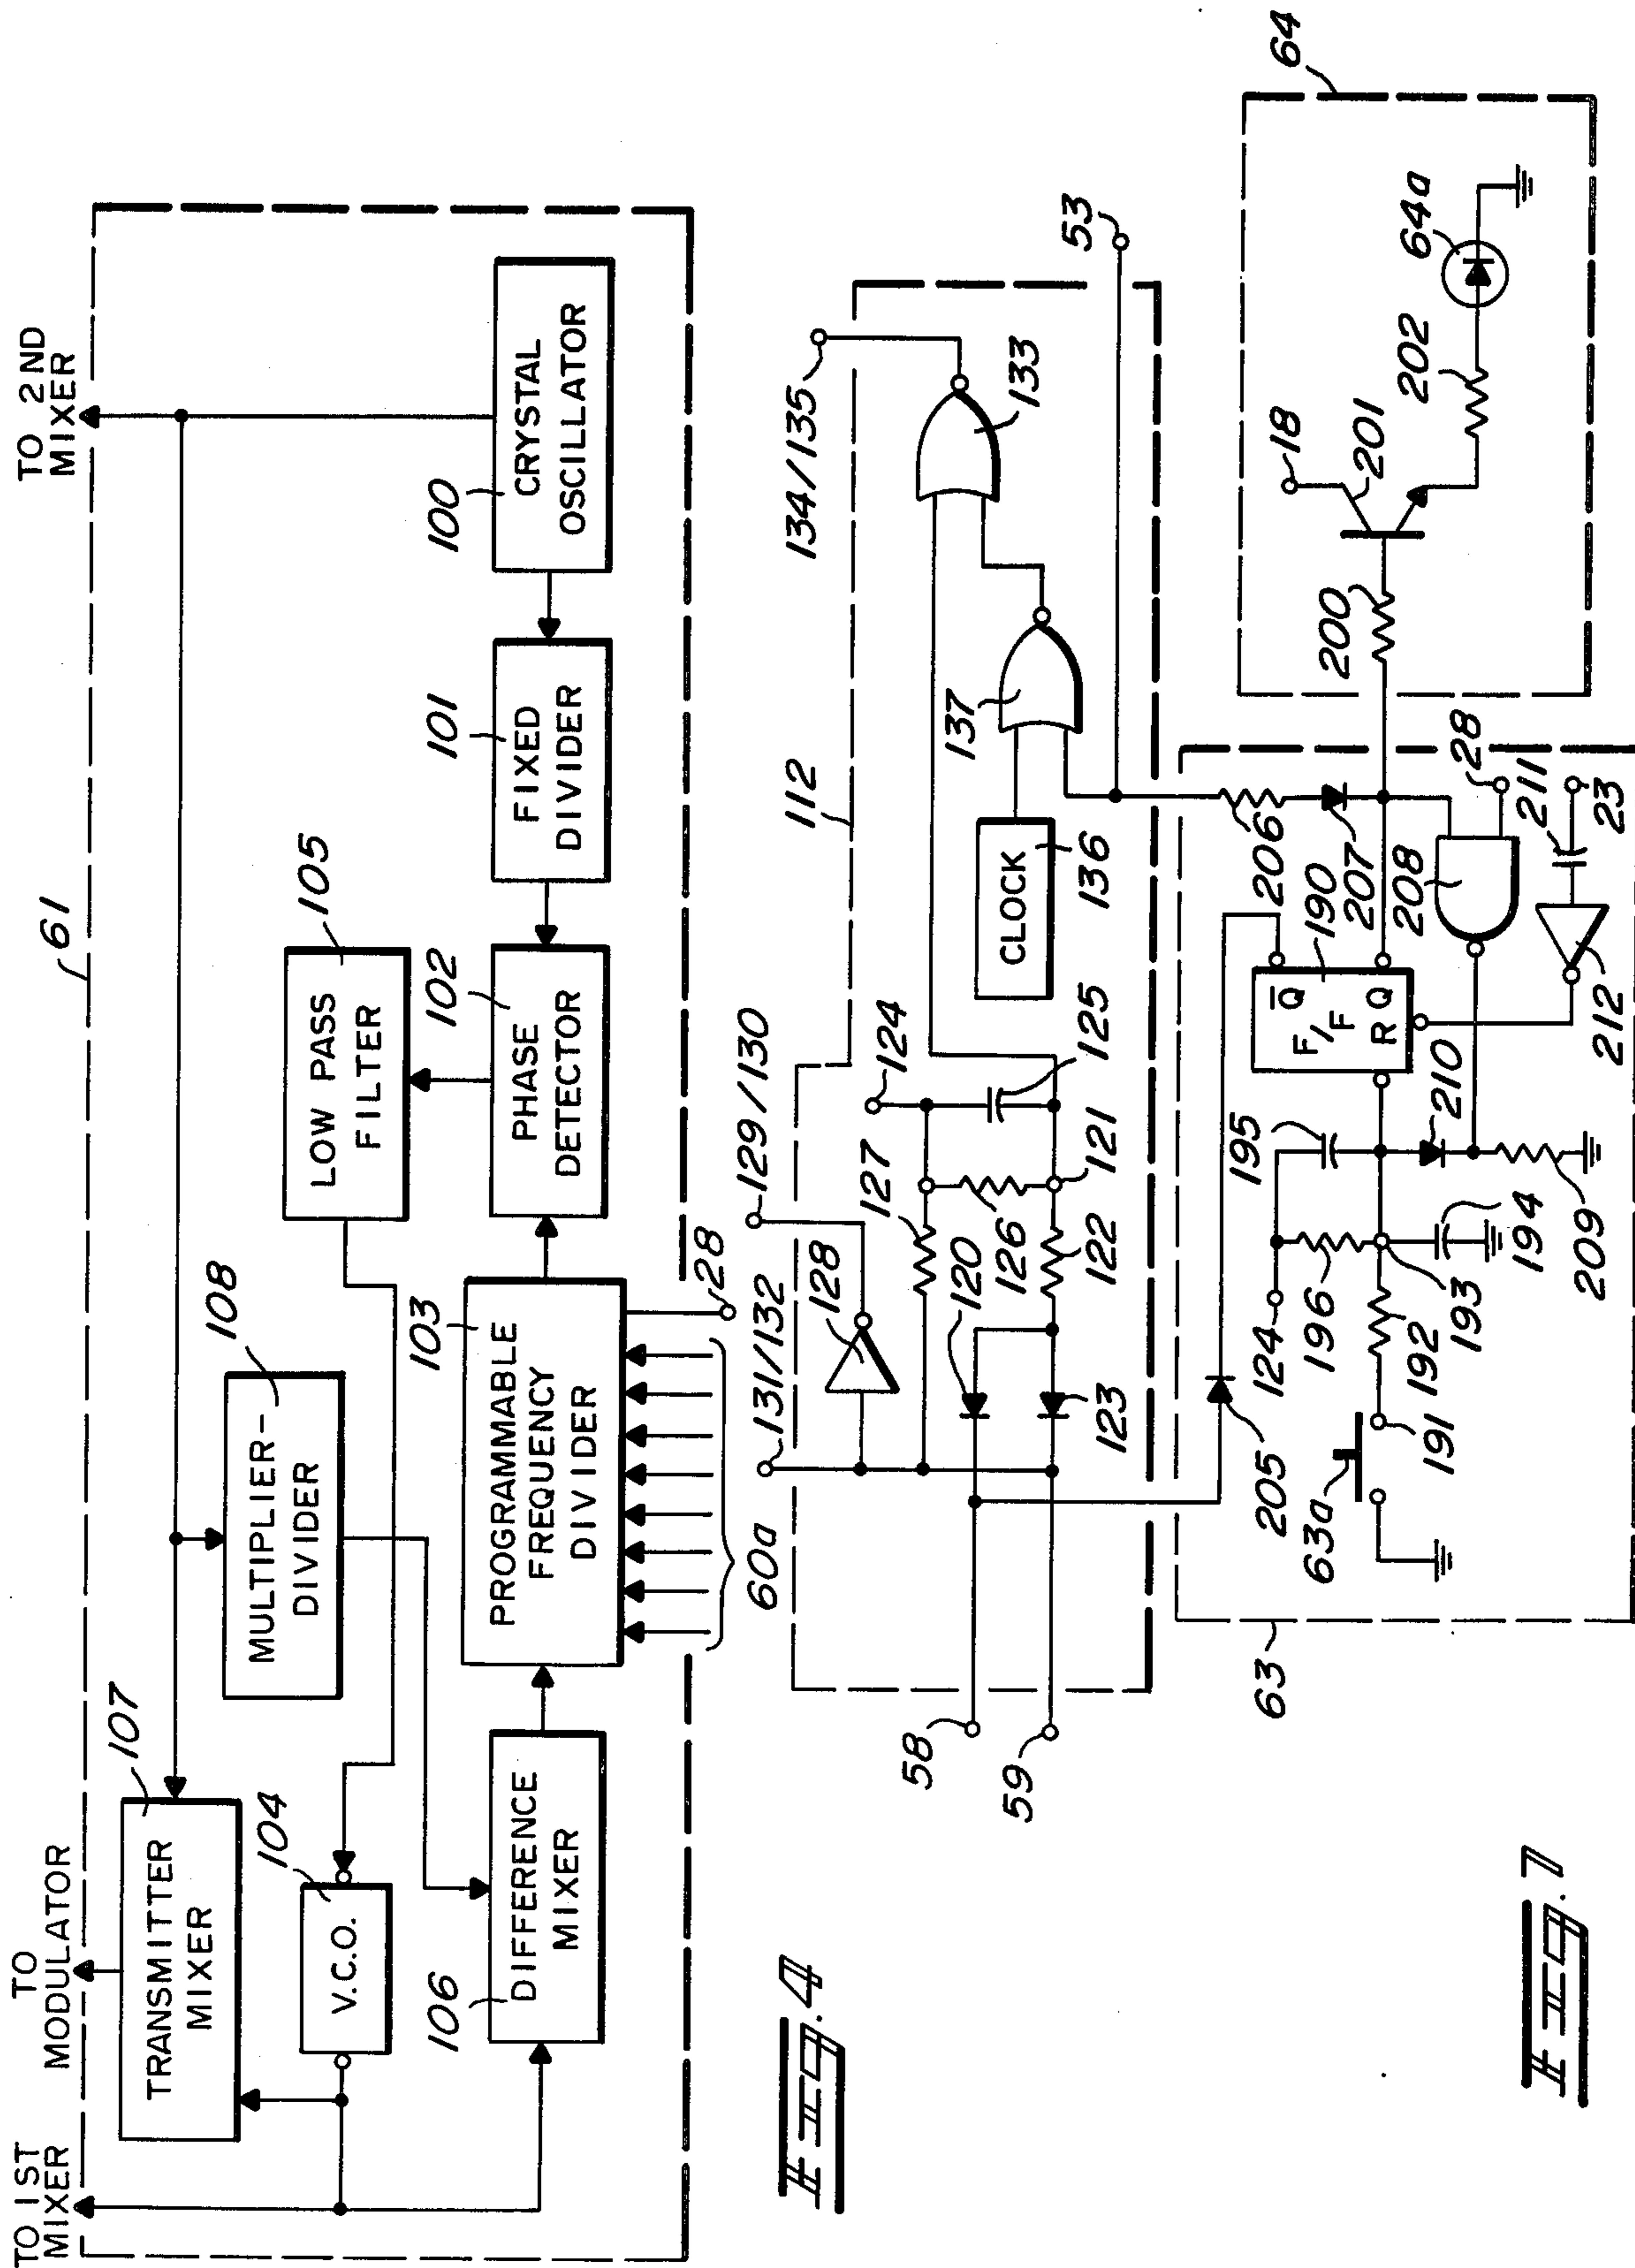 TO 1ST
MIXER
TO
MODULATOR
TO 2ND
MIXER
61
107
TRANSMITTER
MIXER
104
V.C.O.
108
MULTIPLIER-
DIVIDER
105
LOW PASS
FILTER
106
DIFFERENCE
MIXER
103
PROGRAMMABLE
FREQUENCY
DIVIDER
102
PHASE
DETECTOR
101
FIXED
DIVIDER
100
CRYSTAL
OSCILLATOR
60a
28
Fig. 4
131/132
129/130
112
134/135
128
127
124
133
120
126
125
137
53
58
59
123
122
121
CLOCK
136
63
205
63a
191
124
196
192
193
195
194
209
210
Q̄
F/F
R Q
190
206
207
208
28
211
23
212
200
18
201
202
64a
64
Fig. 7